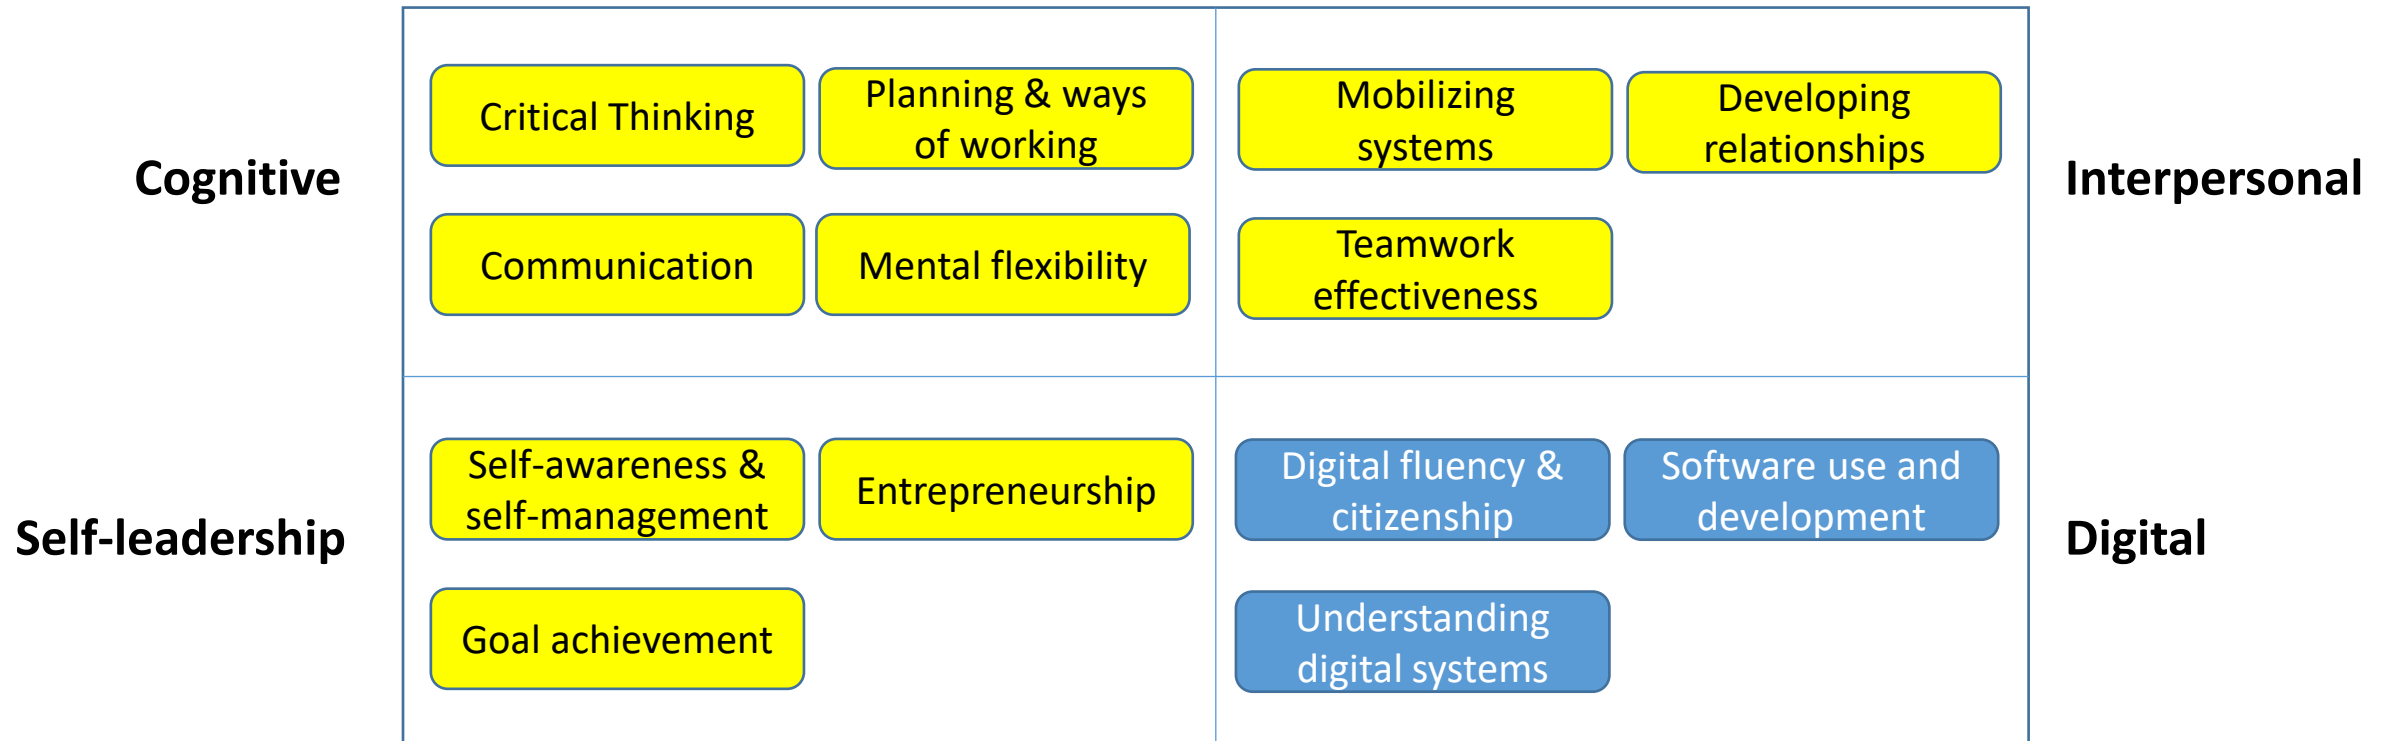 Cognitive
Critical Thinking
Planning & ways
of working
Communication
Mental flexibility
Mobilizing
systems
Developing
relationships
Teamwork
effectiveness
Interpersonal
Self-leadership
Self-awareness &
self-management
Entrepreneurship
Goal achievement
Digital fluency &
citizenship
Software use and
development
Understanding
digital systems
Digital